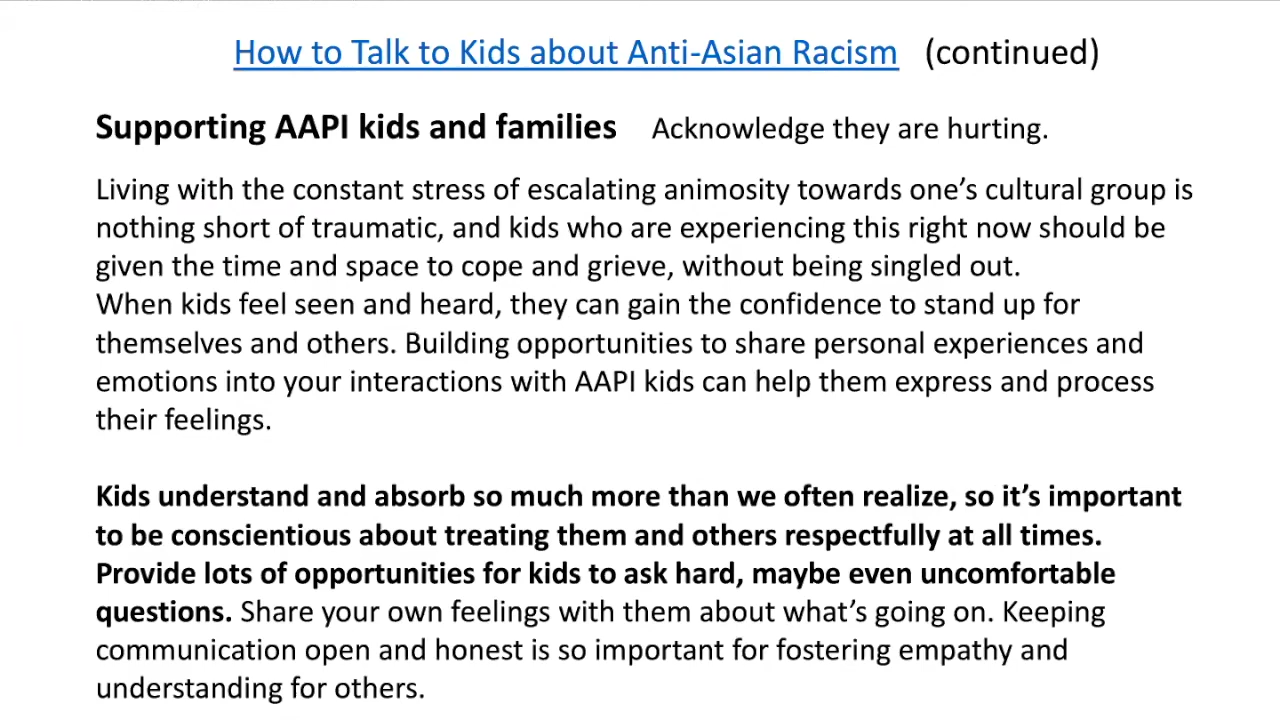 How to Talk to Kids about Anti-Asian Racism (continued)
Supporting AAPI kids and families Acknowledge they are hurting.
Living with the constant stress of escalating animosity towards one’s cultural group is
nothing short of traumatic, and kids who are experiencing this right now should be
given the time and space to cope and grieve, without being singled out.
When kids feel seen and heard, they can gain the confidence to stand up for
themselves and others. Building opportunities to share personal experiences and
emotions into your interactions with AAPI kids can help them express and process
their feelings.
Kids understand and absorb so much more than we often realize, so it’s important
to be conscientious about treating them and others respectfully at all times.
Provide lots of opportunities for kids to ask hard, maybe even uncomfortable
questions. Share your own feelings with them about what’s going on. Keeping
communication open and honest is so important for fostering empathy and
understanding for others.